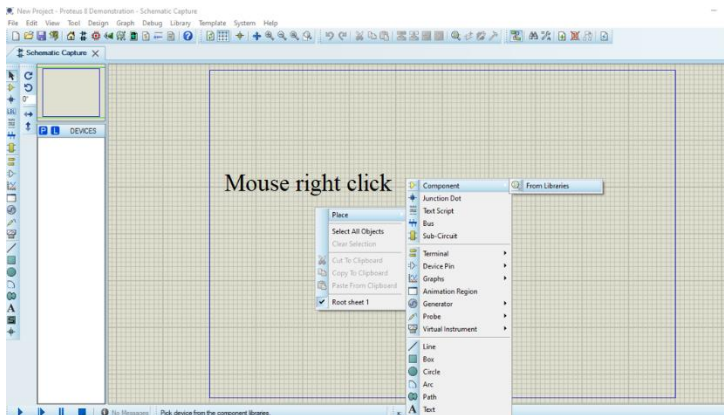 New Project - Proteus 8 Demonstration - Schematic Capture
File Edit View Tool Design Graph Debug Library Template System Help
Schematic Capture
0°
LBL
P L DEVICES
Mouse right click
Place
Select All Objects
Clear Selection
Cut To Clipboard
Copy To Clipboard
Paste From Clipboard
Root sheet 1
Component
Junction Dot
Text Script
Bus
Sub-Circuit
Terminal
Device Pin
Graphs
Animation Region
Generator
Probe
Virtual Instrument
Line
Box
Circle
Arc
Path
A Text
From Libraries
A
No Messages
Pick device from the component libraries.